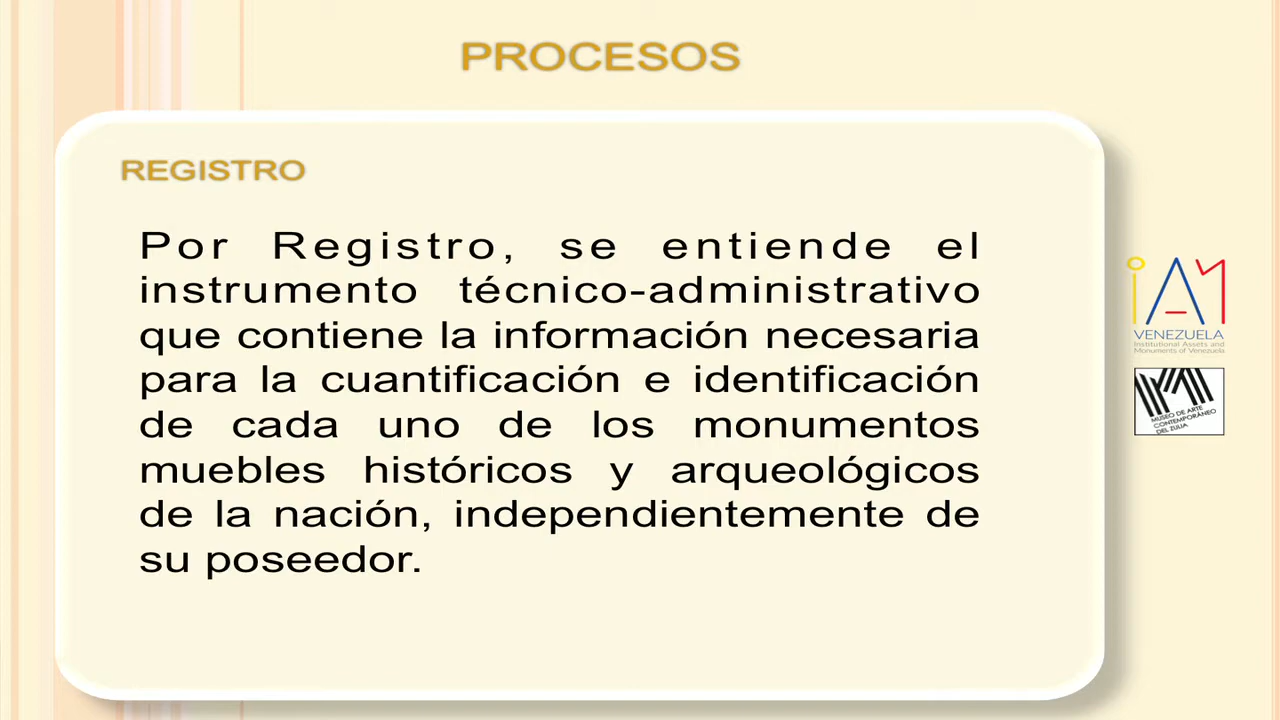 PROCESOS
REGISTRO
Por Registro, se entiende el
instrumento técnico-administrativo
que contiene la información necesaria
para la cuantificación e identificación
de cada uno de los monumentos
muebles históricos y arqueológicos
de la nación, independientemente de
su poseedor.
iAM
VENEZUELA
Institutional Assets and
Monuments of Venezuela
MUSEO DE ARTE
CONTEMPORÁNEO
DEL ZULIA